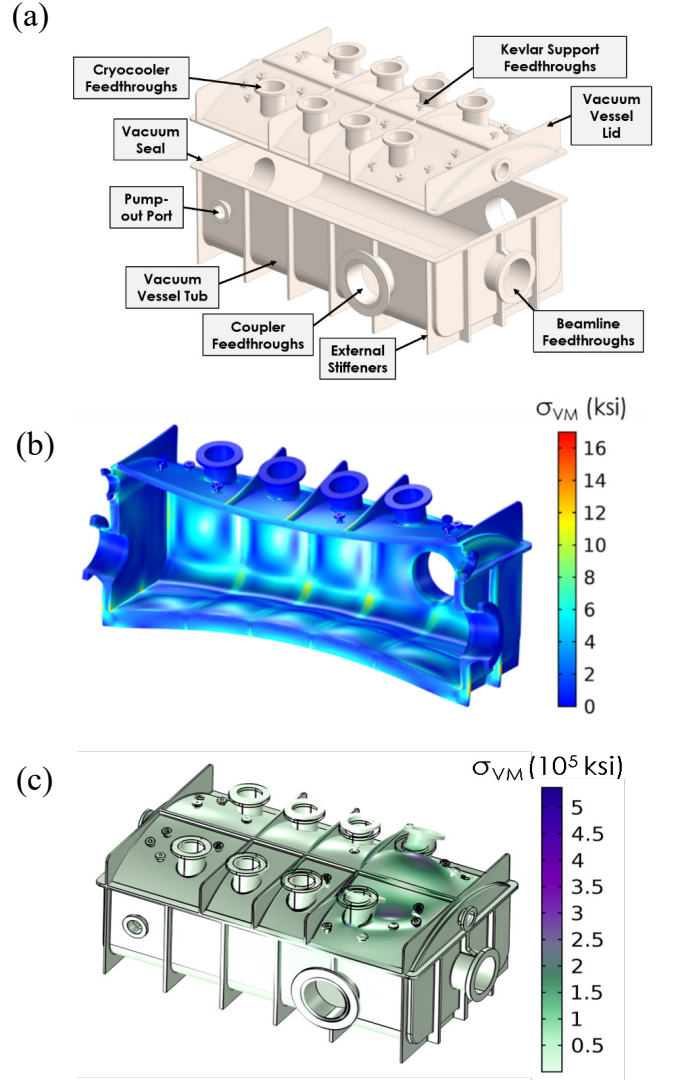 (a)
Cryocooler
Feedthroughs
Kevlar Support
Feedthroughs
Vacuum
Vessel
Lid
Vacuum
Seal
Pump-
out Port
Vacuum
Vessel Tub
Coupler
Feedthroughs
External
Stiffeners
Beamline
Feedthroughs
(b)
σVM (ksi)
16
14
12
10
8
6
4
2
0
(c)
σVM (10⁵ ksi)
5
4.5
4
3.5
3
2.5
2
1.5
1
0.5